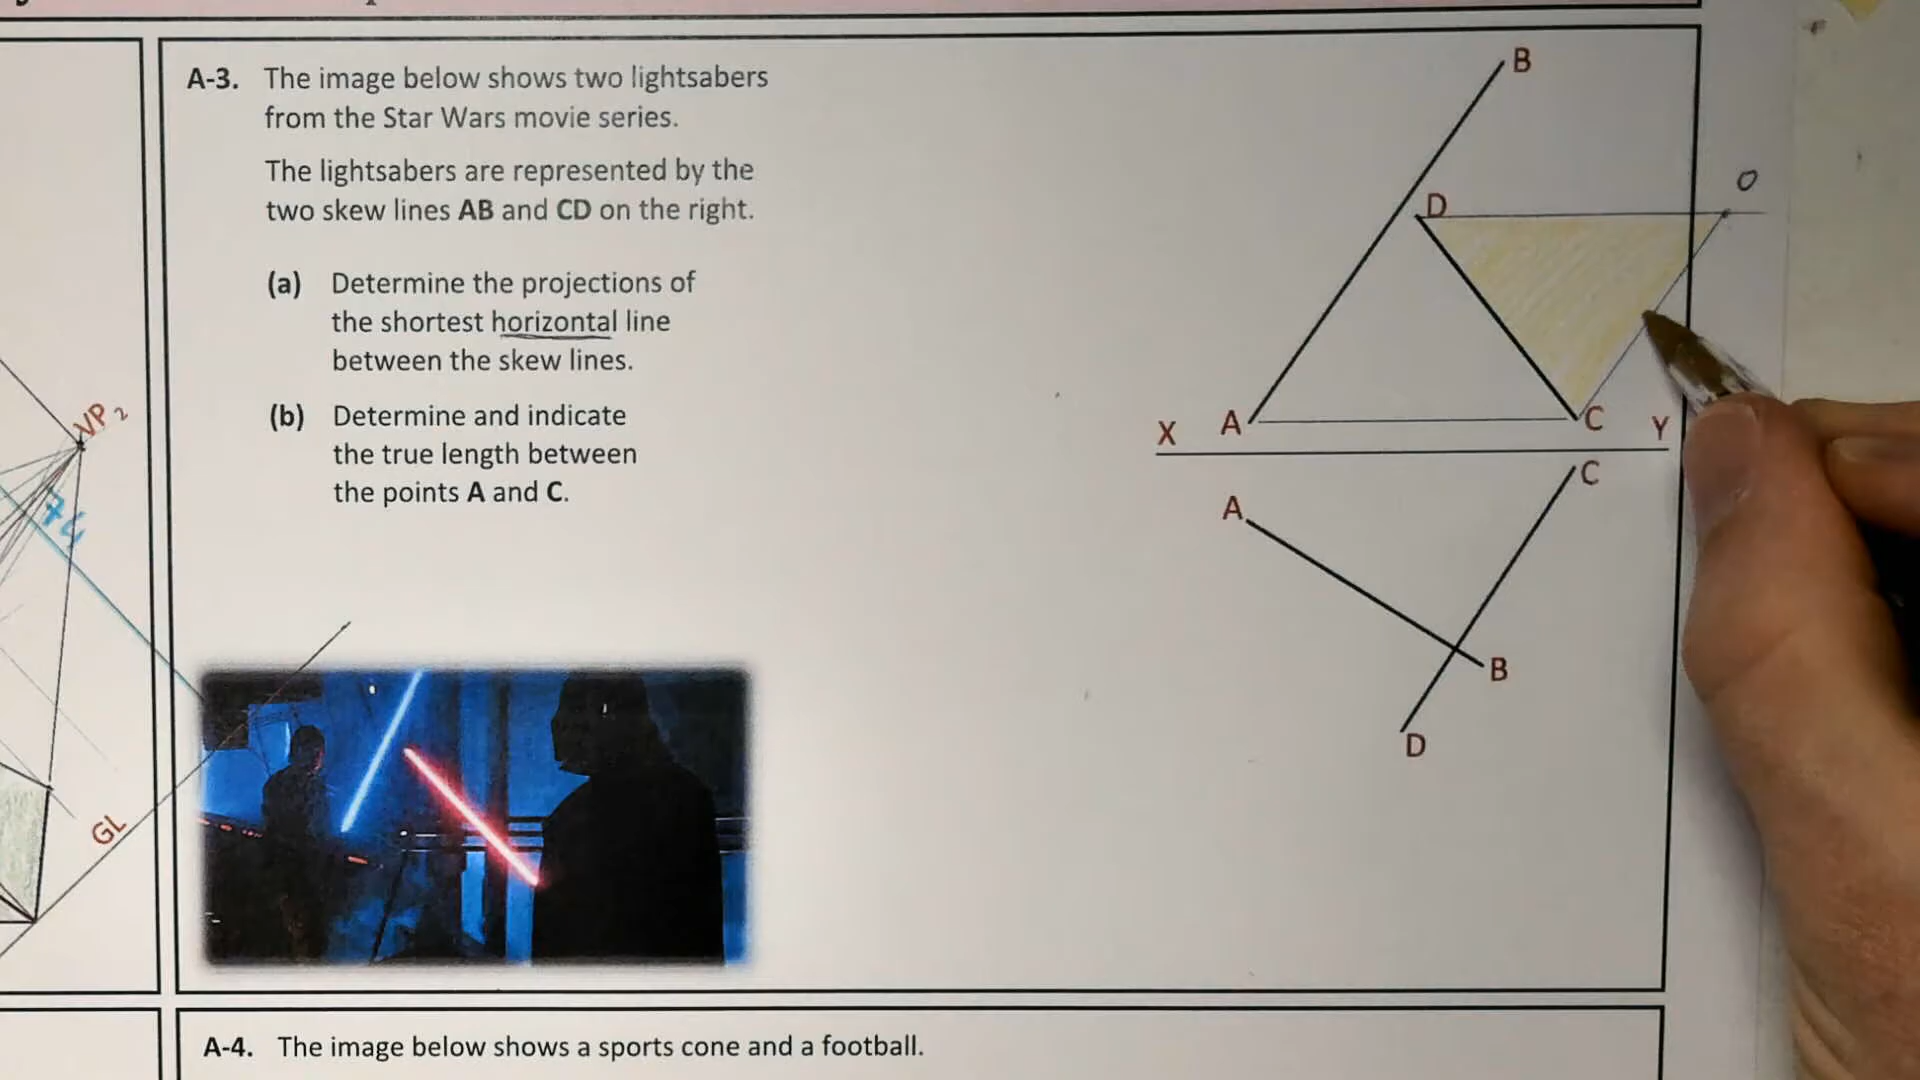 A-3. The image below shows two lightsabers
from the Star Wars movie series.
The lightsabers are represented by the
two skew lines AB and CD on the right.
(a) Determine the projections of
the shortest horizontal line
between the skew lines.
(b) Determine and indicate
the true length between
the points A and C.
B
O
D
X A C Y
C
A
B
D
VP2
74
GL
A-4. The image below shows a sports cone and a football.